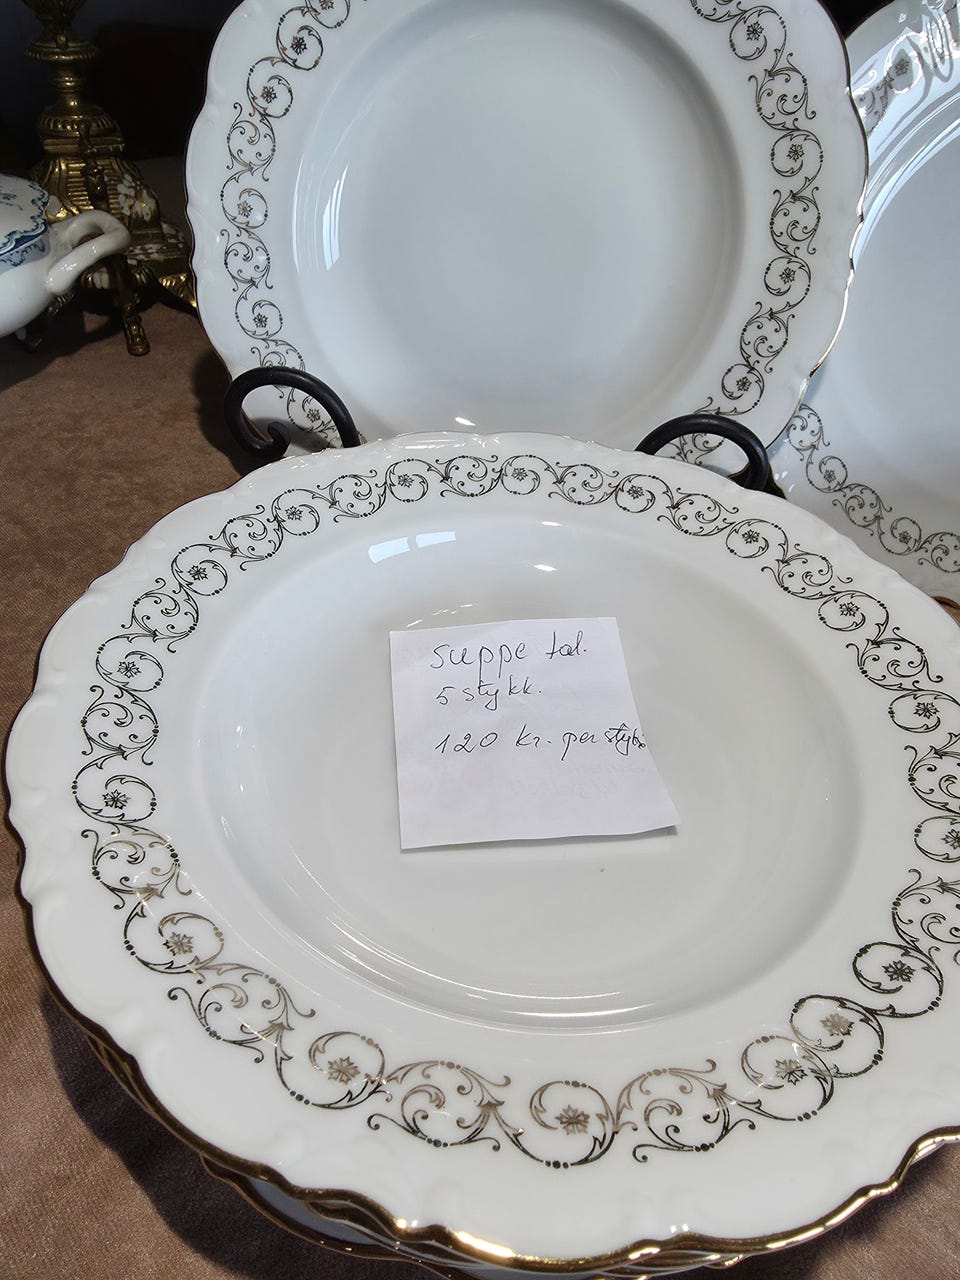 suppe tal.
5 stykk.
120 kr. per stykk